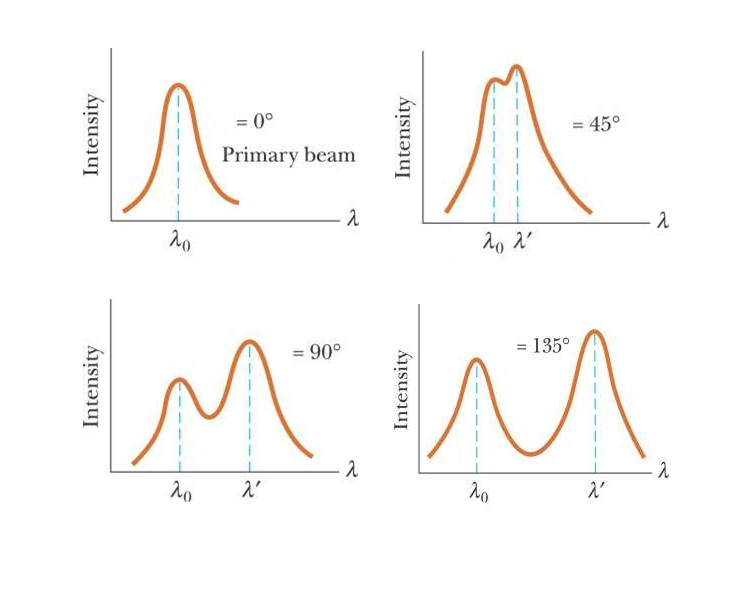 Intensity
= 0°
Primary beam
λ
λ₀
Intensity
= 45°
λ
λ₀ λ′
Intensity
= 90°
λ
λ₀ λ′
Intensity
= 135°
λ
λ₀ λ′